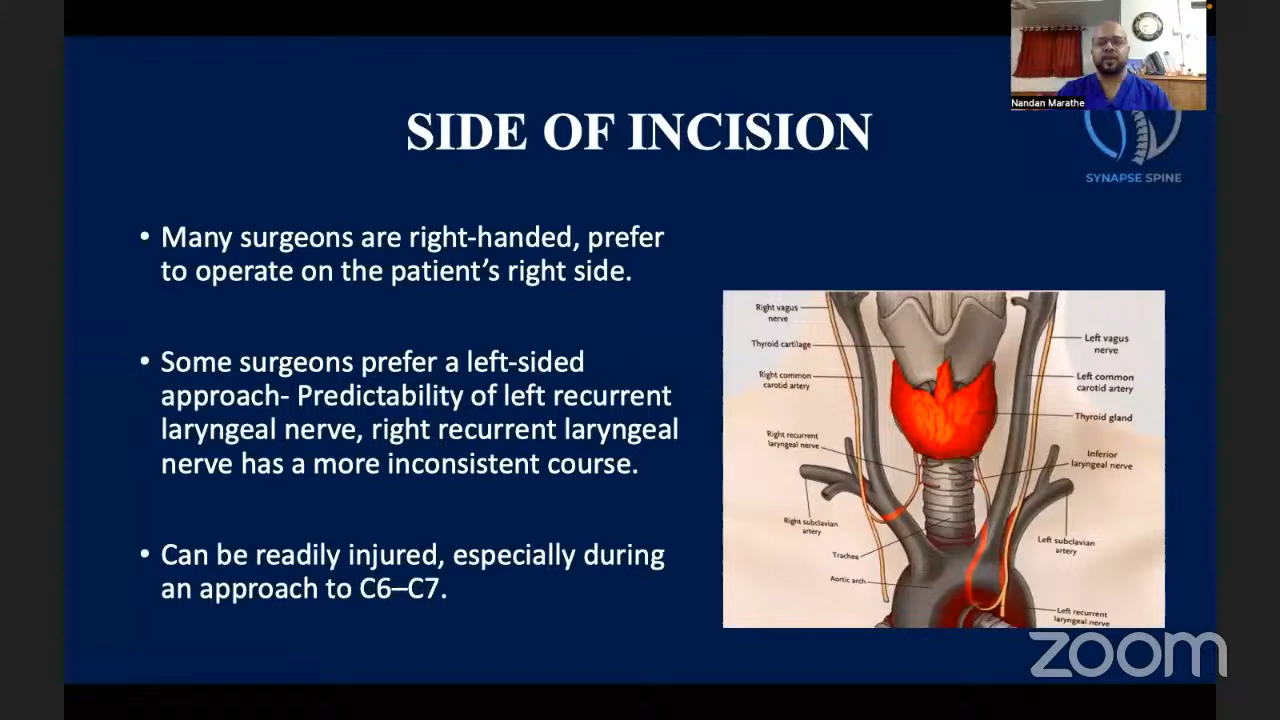 Nandan Marathe
SYNAPSE SPINE
SIDE OF INCISION
• Many surgeons are right-handed, prefer
to operate on the patient’s right side.
• Some surgeons prefer a left-sided
approach- Predictability of left recurrent
laryngeal nerve, right recurrent laryngeal
nerve has a more inconsistent course.
• Can be readily injured, especially during
an approach to C6–C7.
Right vagus
nerve
Thyroid cartilage
Right common
carotid artery
Right recurrent
laryngeal nerve
Right subclavian
artery
Trachea
Aortic arch
Left vagus
nerve
Left common
carotid artery
Thyroid gland
Inferior
laryngeal nerve
Left subclavian
artery
Left recurrent
laryngeal nerve
zoom